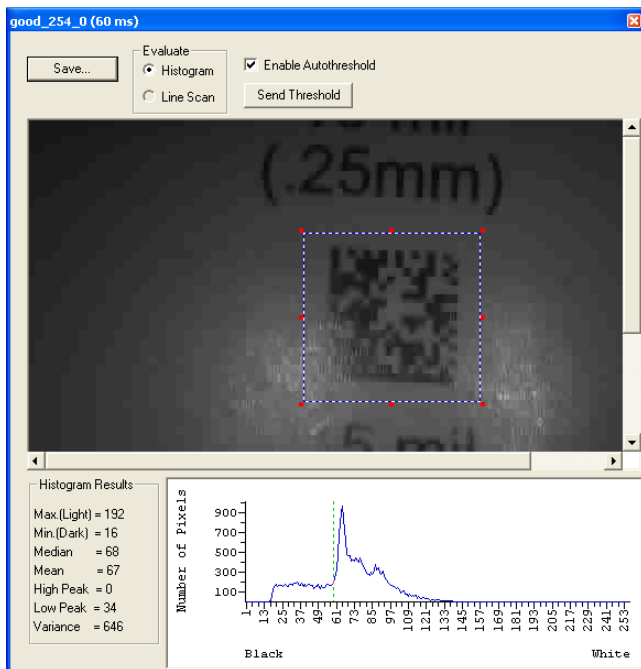 good_254_0 (60 ms)
Save...
Evaluate
Histogram
Line Scan
Enable Autothreshold
Send Threshold
mil
(.25mm)
5 mil
Histogram Results
Max.(Light) = 192
Min.(Dark) = 16
Median = 68
Mean = 67
High Peak = 0
Low Peak = 34
Variance = 646
Number of Pixels
900
700
500
300
100
1 13 25 37 49 61 73 85 97 109 121 133 145 157 169 181 193 205 217 229 241 253
Black White